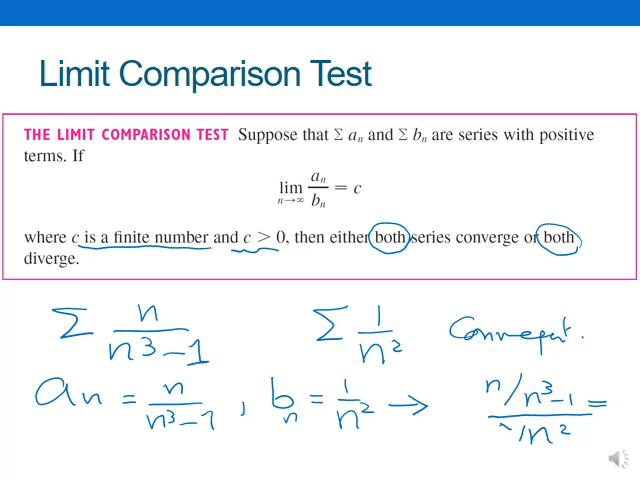 Limit Comparison Test
THE LIMIT COMPARISON TEST Suppose that Σ aₙ and Σ bₙ are series with positive
terms. If
lim n→∞ aₙ/bₙ = c
where c is a finite number and c > 0, then either both series converge or both
diverge.
Σ n/(n³−1) Σ 1/n²
aₙ = n/(n³−1) , bₙ = 1/n² → (n/n³−1)/(1/n²) =